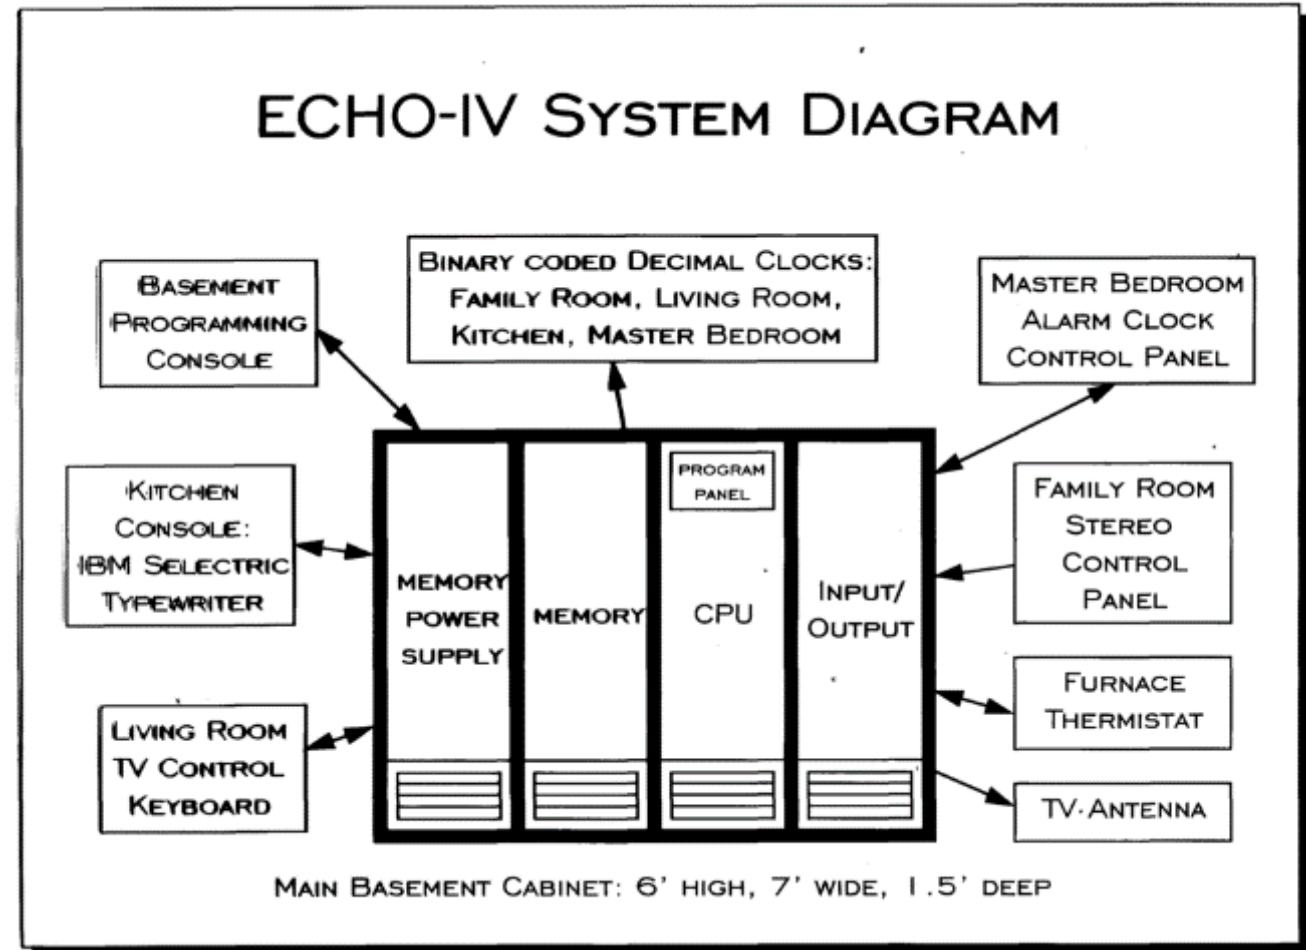 ECHO-IV SYSTEM DIAGRAM
BINARY CODED DECIMAL CLOCKS:
FAMILY ROOM, LIVING ROOM,
KITCHEN, MASTER BEDROOM
BASEMENT
PROGRAMMING
CONSOLE
MASTER BEDROOM
ALARM CLOCK
CONTROL PANEL
KITCHEN
CONSOLE:
IBM SELECTRIC
TYPEWRITER
LIVING ROOM
TV CONTROL
KEYBOARD
MEMORY
POWER
SUPPLY
MEMORY
PROGRAM
PANEL
CPU
INPUT/
OUTPUT
FAMILY ROOM
STEREO
CONTROL
PANEL
FURNACE
THERMISTAT
TV-ANTENNA
MAIN BASEMENT CABINET: 6' HIGH, 7' WIDE, 1.5' DEEP